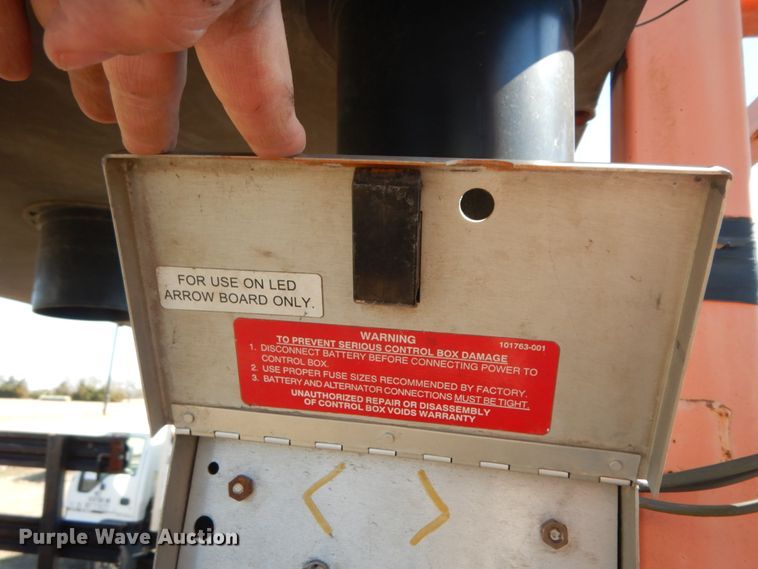 FOR USE ON LED
ARROW BOARD ONLY.
WARNING
101763-001
TO PREVENT SERIOUS CONTROL BOX DAMAGE
1. DISCONNECT BATTERY BEFORE CONNECTING POWER TO
CONTROL BOX.
2. USE PROPER FUSE SIZES RECOMMENDED BY FACTORY.
3. BATTERY AND ALTERNATOR CONNECTIONS MUST BE TIGHT.
UNAUTHORIZED REPAIR OR DISASSEMBLY
OF CONTROL BOX VOIDS WARRANTY
< >
Purple Wave Auction